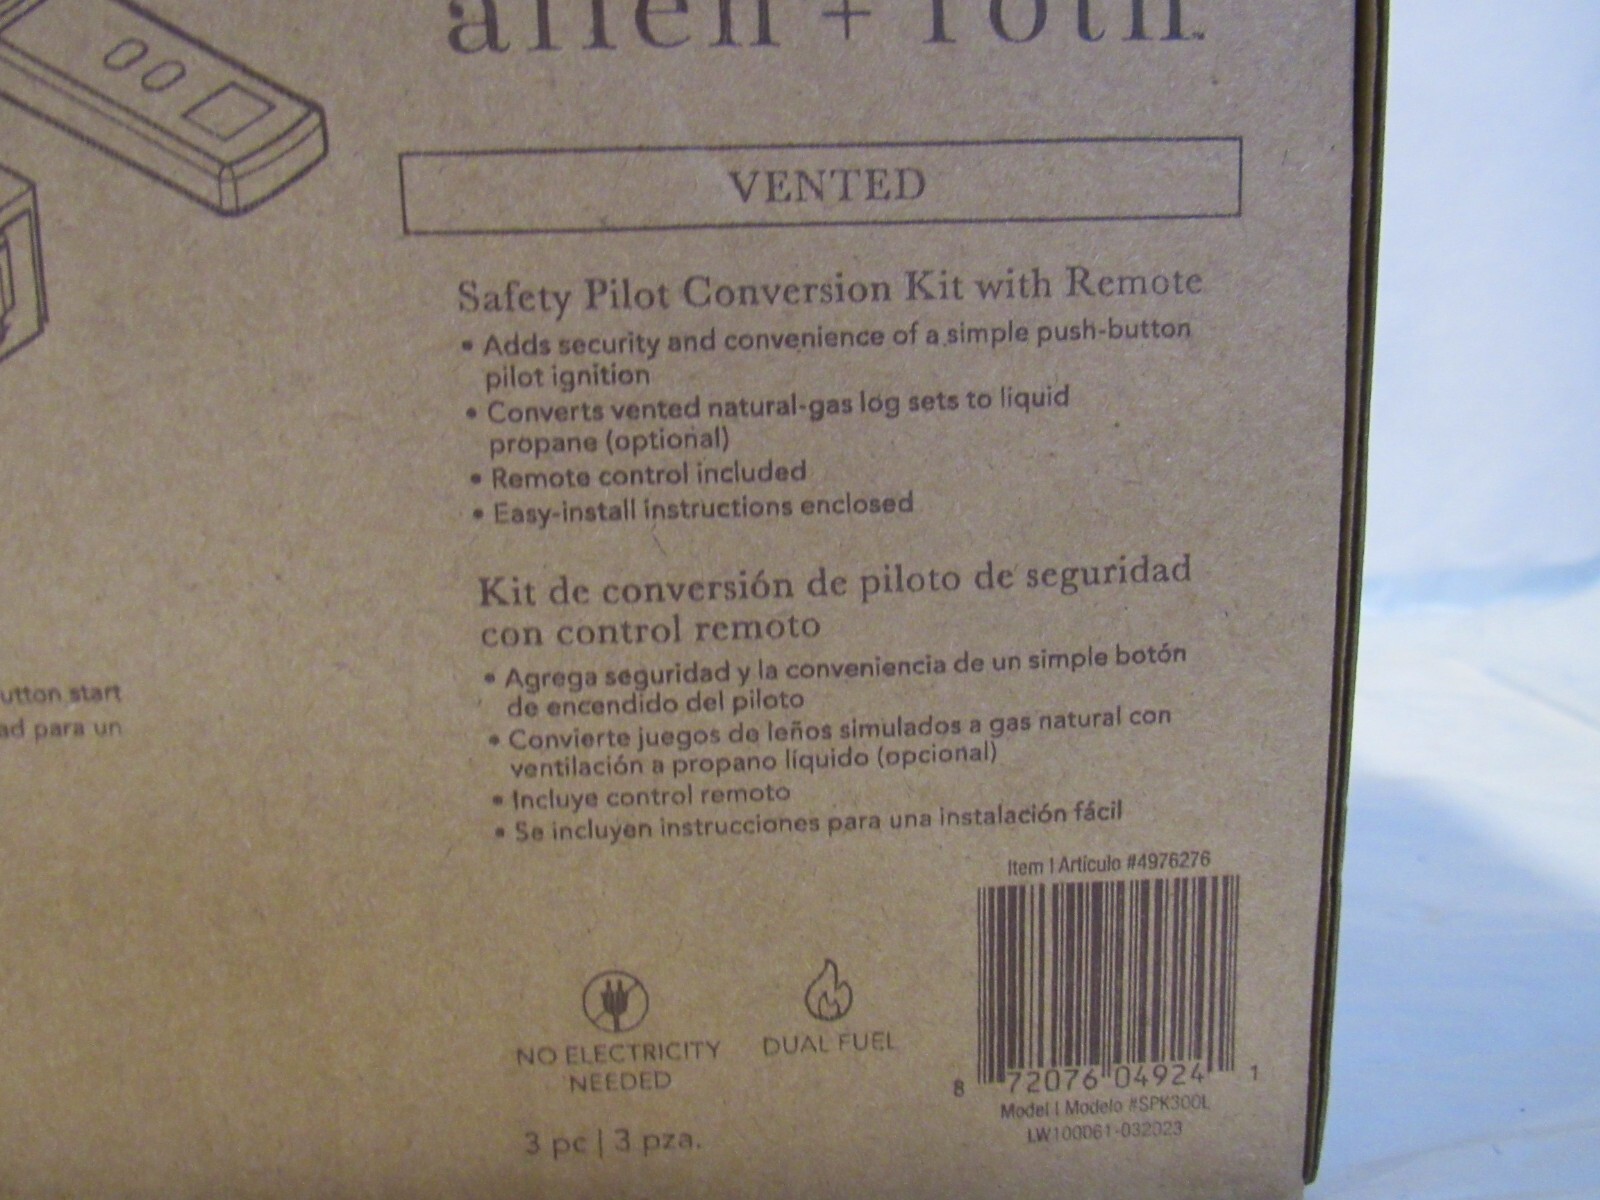 allen + roth™
VENTED
Safety Pilot Conversion Kit with Remote
• Adds security and convenience of a simple push-button
pilot ignition
• Converts vented natural-gas log sets to liquid
propane (optional)
• Remote control included
• Easy-install instructions enclosed
Kit de conversión de piloto de seguridad
con control remoto
• Agrega seguridad y la conveniencia de un simple botón
de encendido del piloto
• Convierte juegos de leños simulados a gas natural con
ventilación a propano líquido (opcional)
• Incluye control remoto
• Se incluyen instrucciones para una instalación fácil
utton start
ad para un
Item | Artículo #4976276
8 72076 04924 1
Model | Modelo #SPK300L
LW100061-032023
NO ELECTRICITY
NEEDED
DUAL FUEL
3 pc | 3 pza.